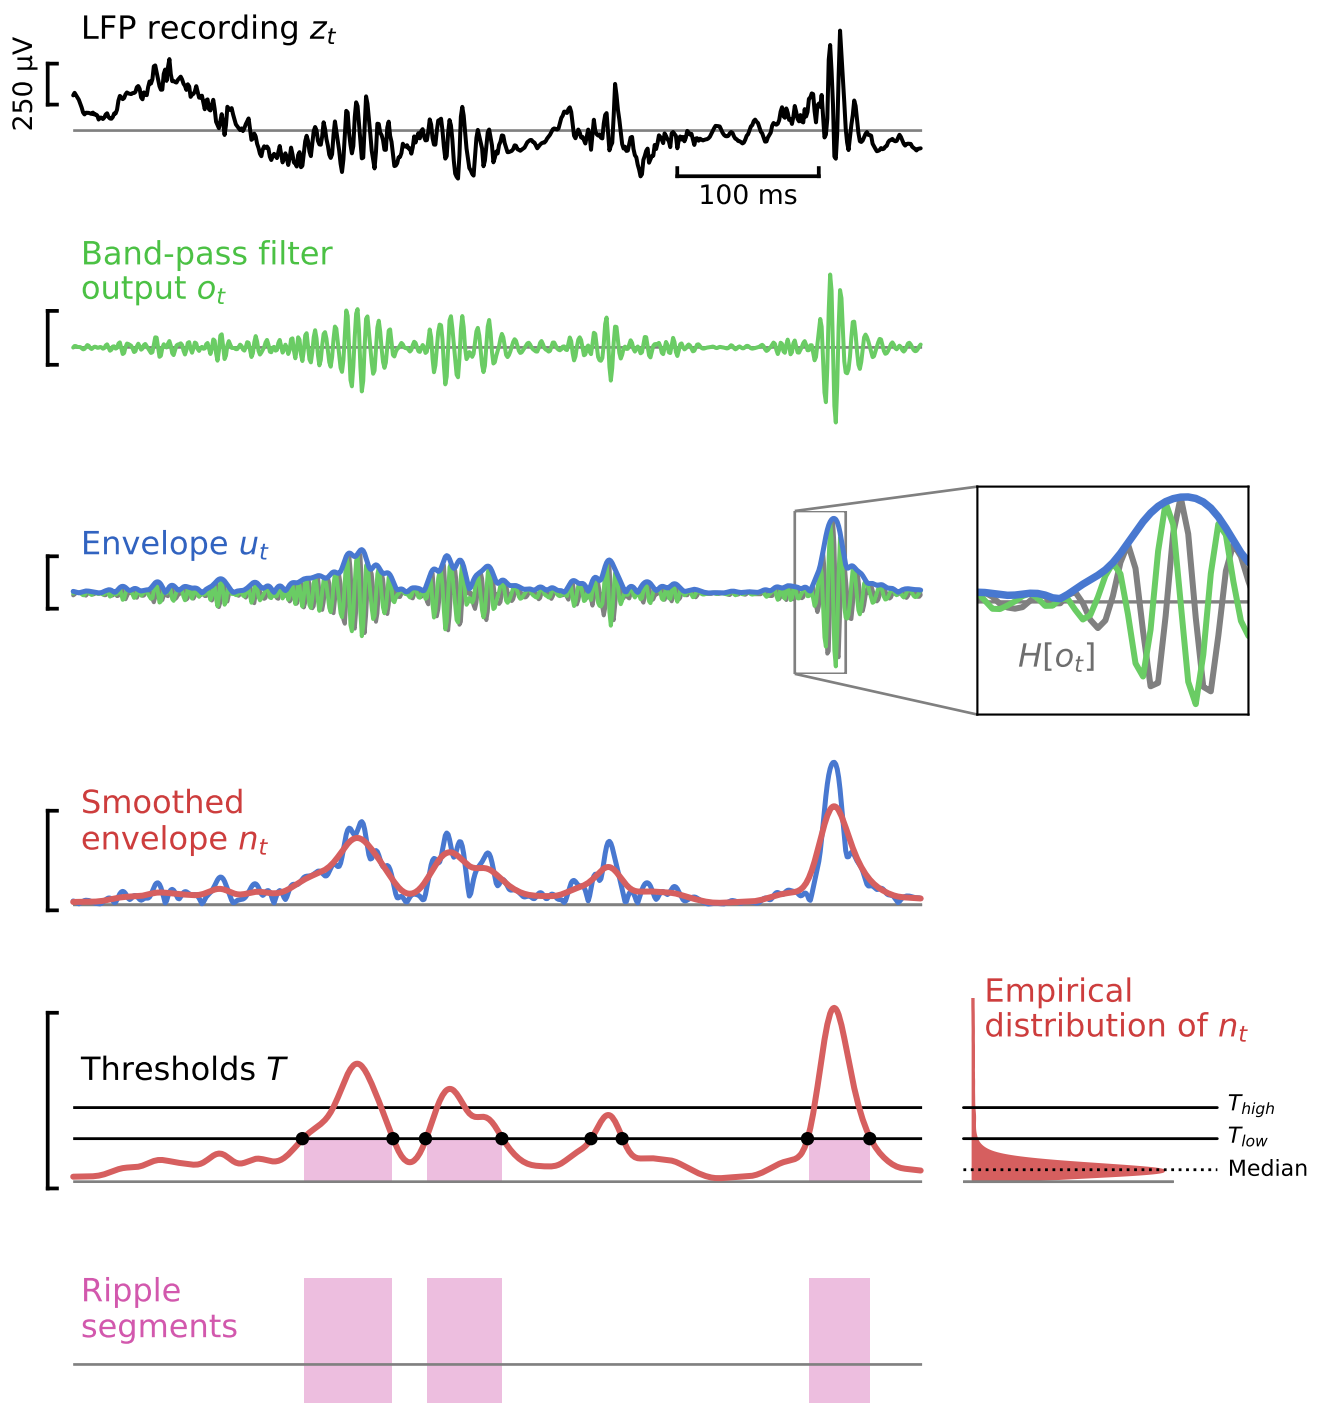 LFP recording z_t
250 µV
100 ms
Band-pass filter
output o_t
Envelope u_t
H[o_t]
Smoothed
envelope n_t
Empirical
distribution of n_t
Thresholds T
T_high
T_low
Median
Ripple
segments